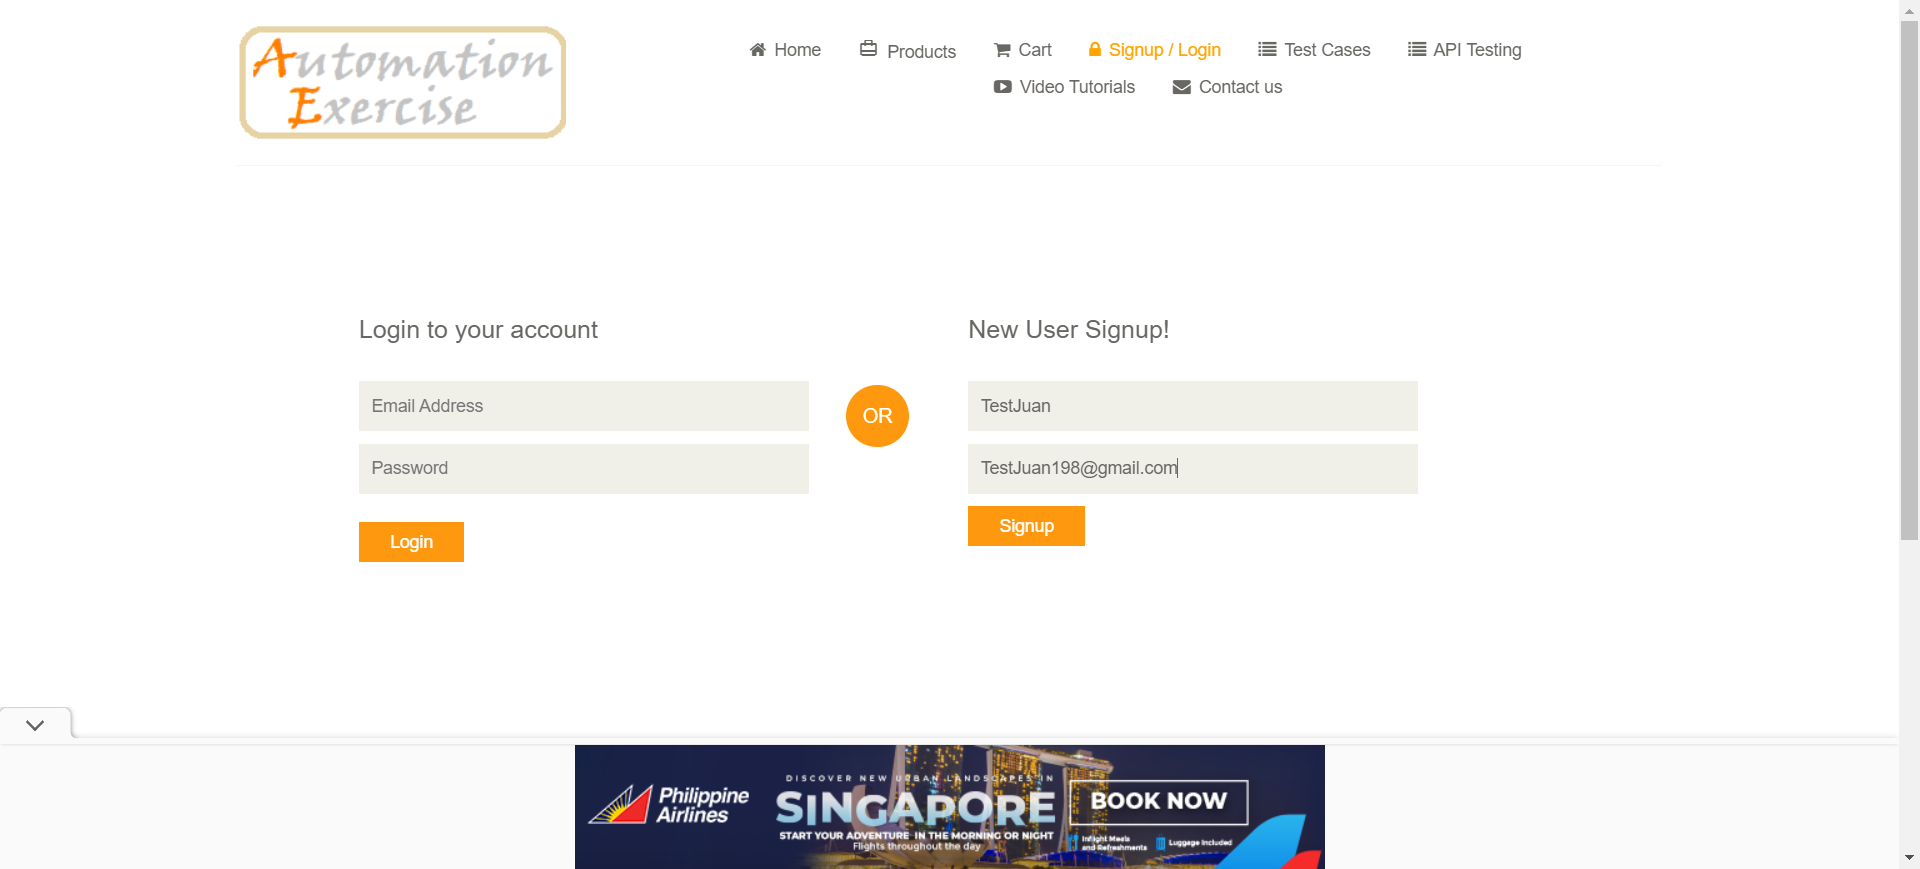 Automation
Exercise
Home
Products
Cart
Signup / Login
Test Cases
API Testing
Video Tutorials
Contact us
Login to your account
Email Address
Password
Login
OR
New User Signup!
TestJuan
TestJuan198@gmail.com
Signup
Philippine
Airlines
DISCOVER NEW URBAN LANDSCAPES IN
SINGAPORE
START YOUR ADVENTURE IN THE MORNING OR NIGHT
Flights throughout the day
BOOK NOW
Inflight Meals
and Refreshments
Luggage Included